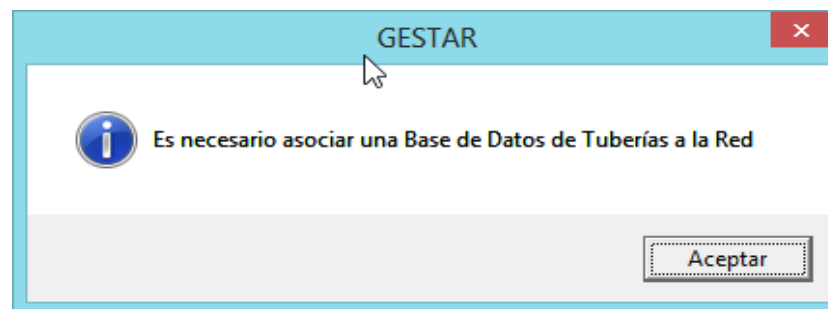 GESTAR
Es necesario asociar una Base de Datos de Tuberías a la Red
Aceptar